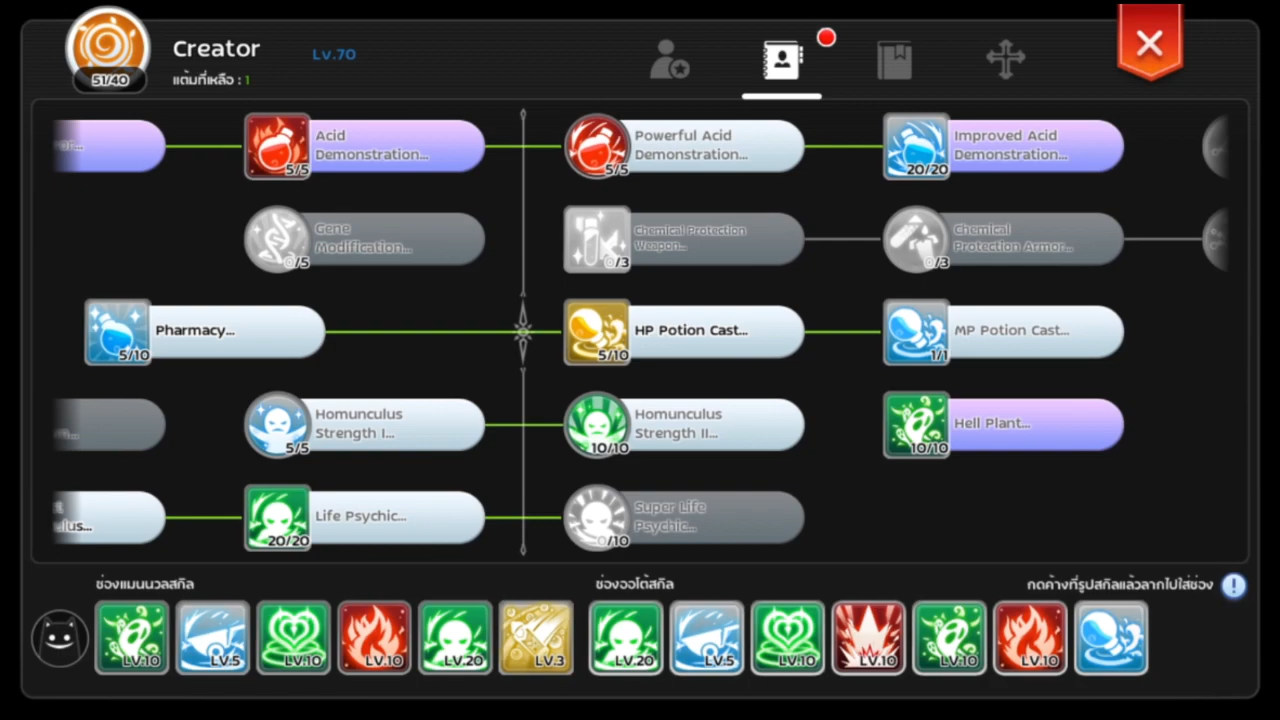 Creator
Lv.70
51/40
แต้มที่เหลือ : 1
Acid
Demonstration...
5/5
Powerful Acid
Demonstration...
5/5
Improved Acid
Demonstration...
20/20
Gene
Modification...
0/5
Chemical Protection
Weapon...
0/3
Chemical
Protection Armor...
0/3
Pharmacy...
5/10
HP Potion Cast...
5/10
MP Potion Cast...
1/1
Homunculus
Strength I...
5/5
Homunculus
Strength II...
10/10
Hell Plant...
10/10
Life Psychic...
20/20
Super Life
Psychic...
0/10
ช่องแมนนวลสกิล
ช่องออโต้สกิล
กดค้างที่รูปสกิลแล้วลากไปใส่ช่อง
LV.10 LV.5 LV.10 LV.10 LV.20 LV.3 LV.20 LV.5 LV.10 LV.10 LV.10 LV.10